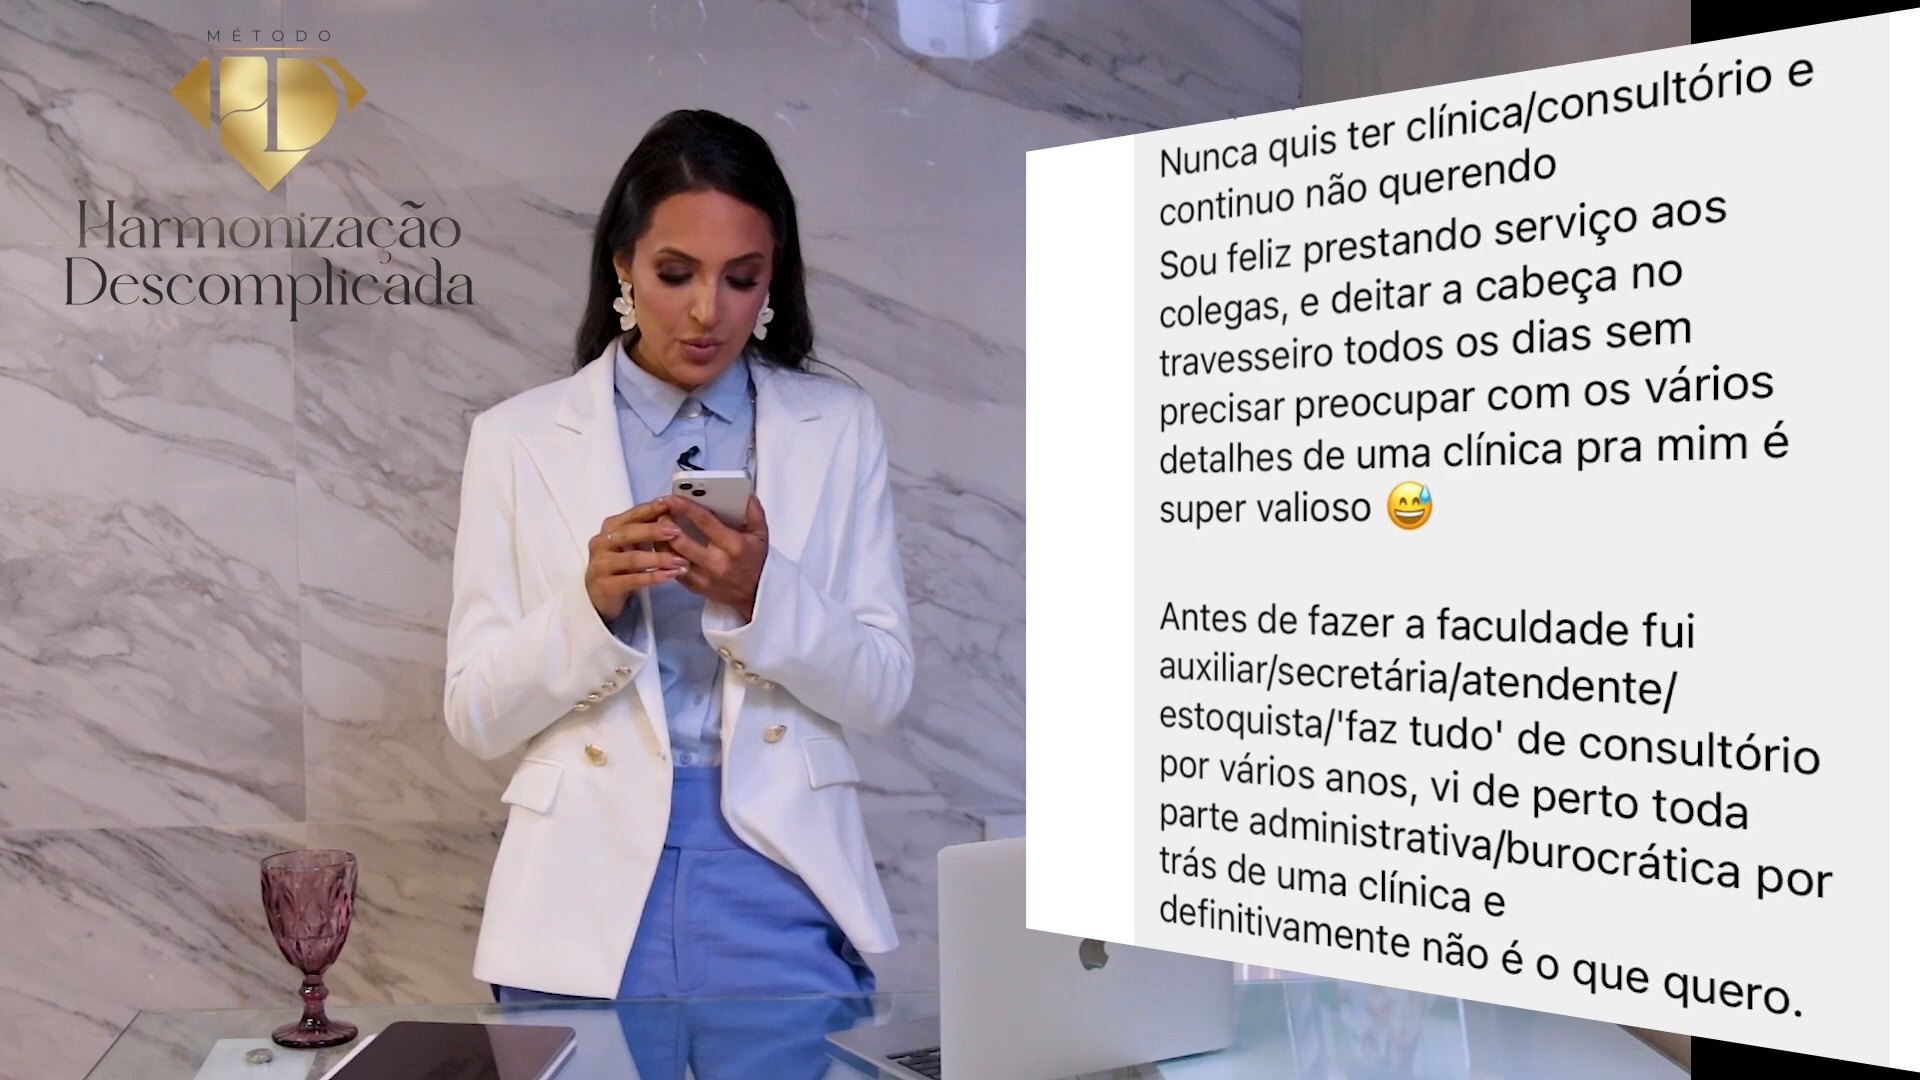 MÉTODO
HD
Harmonização
Descomplicada
Nunca quis ter clínica/consultório e
continuo não querendo
Sou feliz prestando serviço aos
colegas, e deitar a cabeça no
travesseiro todos os dias sem
precisar preocupar com os vários
detalhes de uma clínica pra mim é
super valioso 😅
Antes de fazer a faculdade fui
auxiliar/secretária/atendente/
estoquista/'faz tudo' de consultório
por vários anos, vi de perto toda
parte administrativa/burocrática por
trás de uma clínica e
definitivamente não é o que quero.